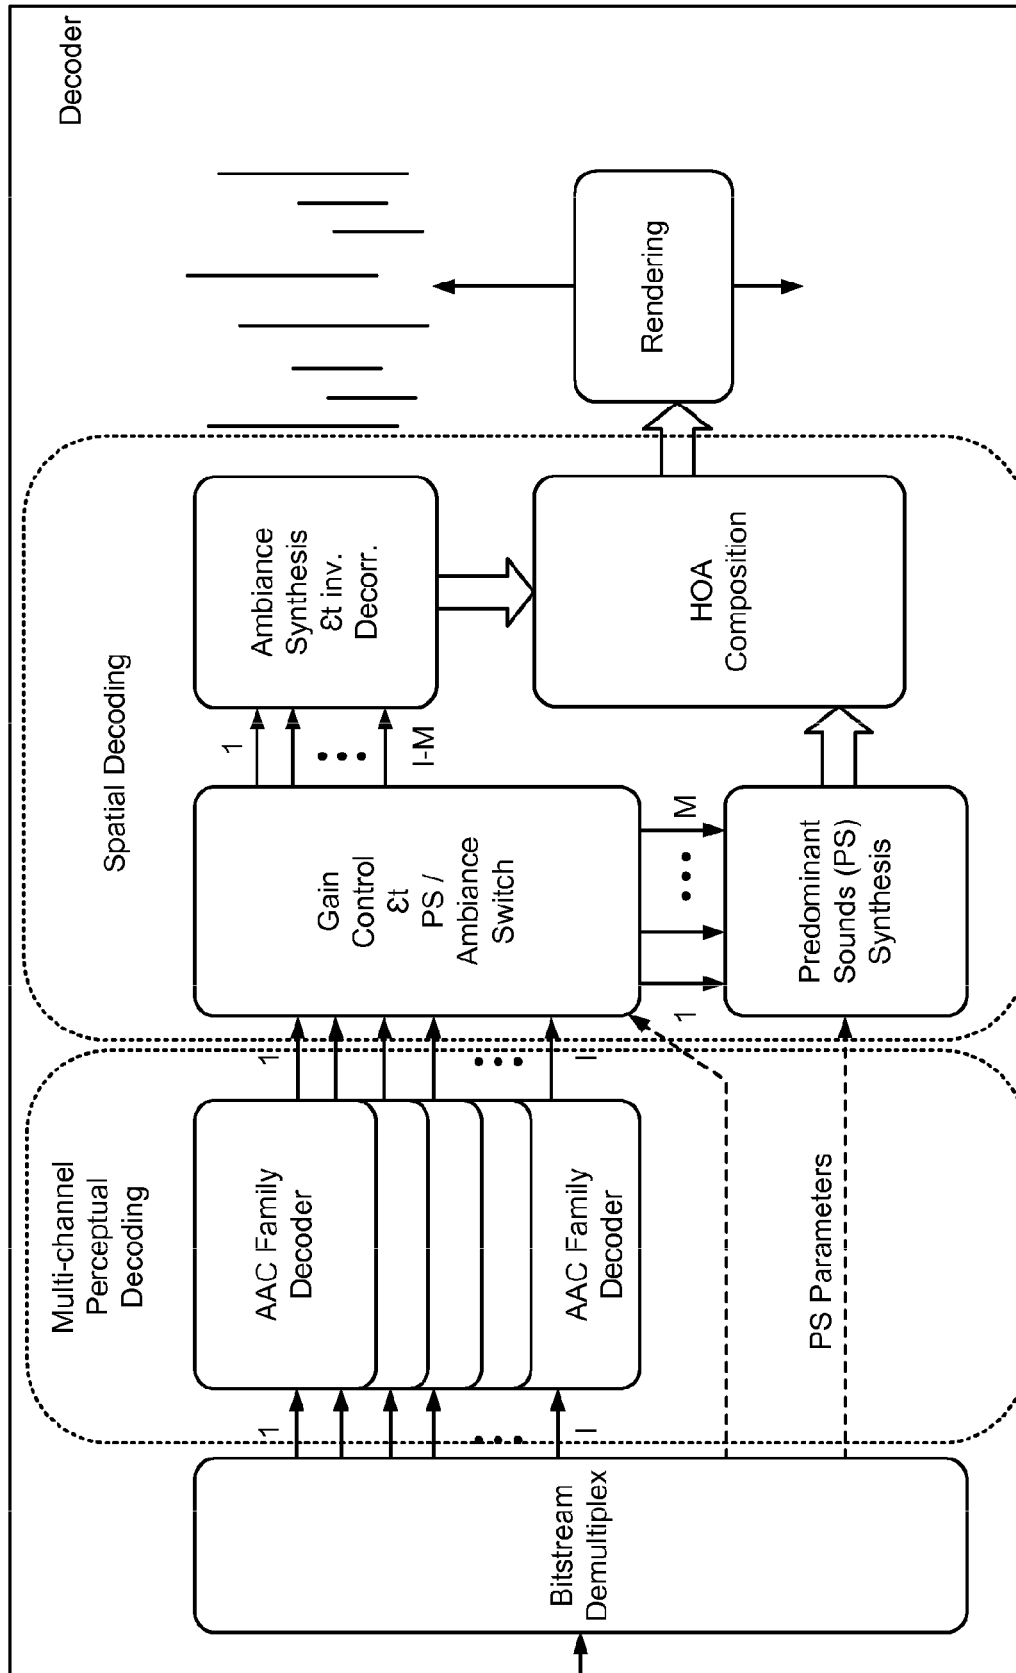 Decoder
Multi-channel
Perceptual
Decoding
Spatial Decoding
Bitstream
Demultiplex
1
I
AAC Family
Decoder
AAC Family
Decoder
1
I
PS Parameters
Gain
Control
&
PS /
Ambiance
Switch
1
I-M
1
M
Ambiance
Synthesis
& inv.
Decorr.
Predominant
Sounds (PS)
Synthesis
HOA
Composition
Rendering